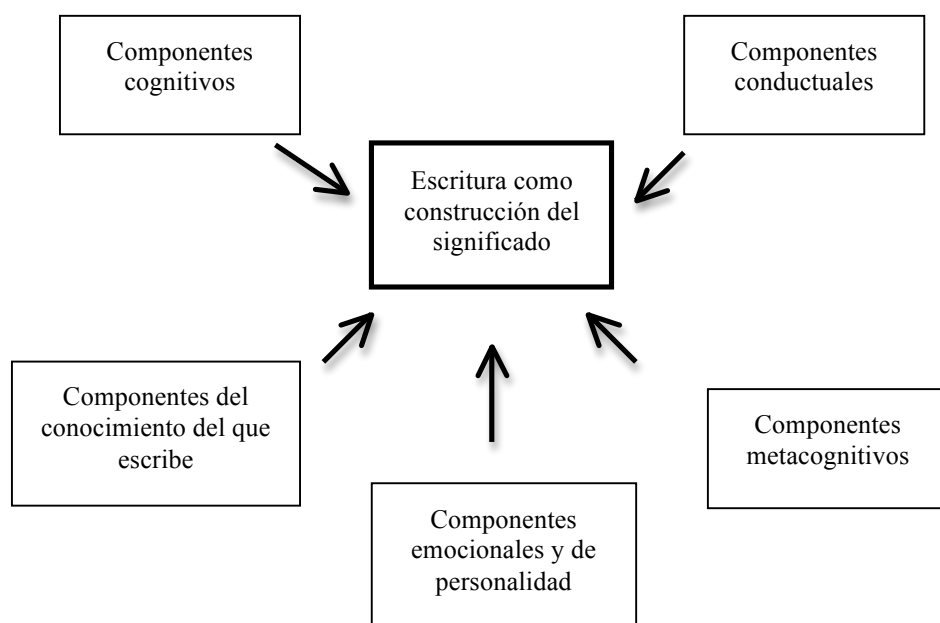 Componentes
cognitivos
Componentes
conductuales
Escritura como
construcción del
significado
Componentes del
conocimiento del que
escribe
Componentes
metacognitivos
Componentes
emocionales y de
personalidad